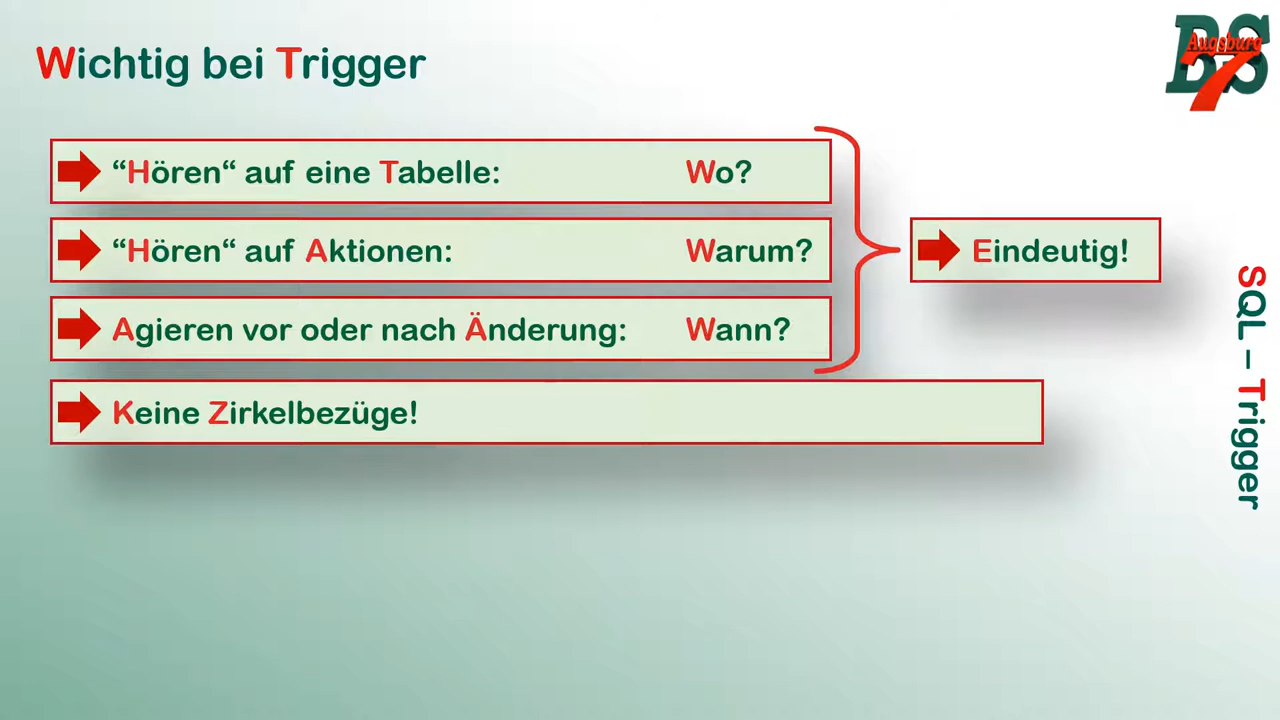 Wichtig bei Trigger
BS
Augsburg
7
“Hören“ auf eine Tabelle: Wo?
“Hören“ auf Aktionen: Warum?
Agieren vor oder nach Änderung: Wann?
Eindeutig!
Keine Zirkelbezüge!
SQL – Trigger